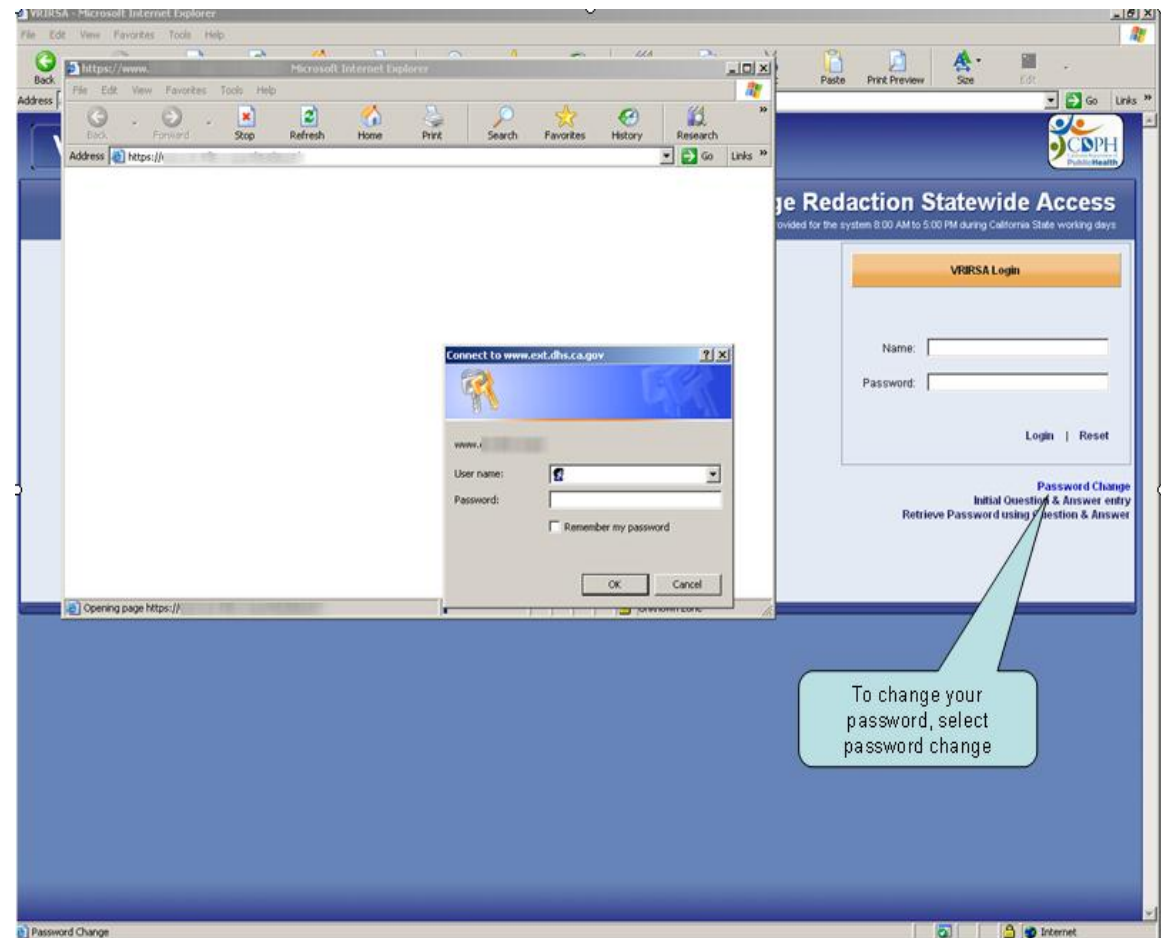 VRIRSA - Microsoft Internet Explorer
File Edit View Favorites Tools Help
Back Paste Print Preview Size Edit
Address Go Links »
https://www. Microsoft Internet Explorer
File Edit View Favorites Tools Help
Back Forward Stop Refresh Home Print Search Favorites History Research »
Address https:// Go Links »
CDPH
PublicHealth
ge Redaction Statewide Access
ovided for the system 8:00 AM to 5:00 PM during California State working days
VRIRSA Login
Name:
Password:
Login | Reset
Password Change
Initial Question & Answer entry
Retrieve Password using Question & Answer
Connect to www.ext.dhs.ca.gov
www.
User name:
Password:
Remember my password
OK Cancel
Opening page https://
Unknown Zone
To change your
password, select
password change
Password Change Internet